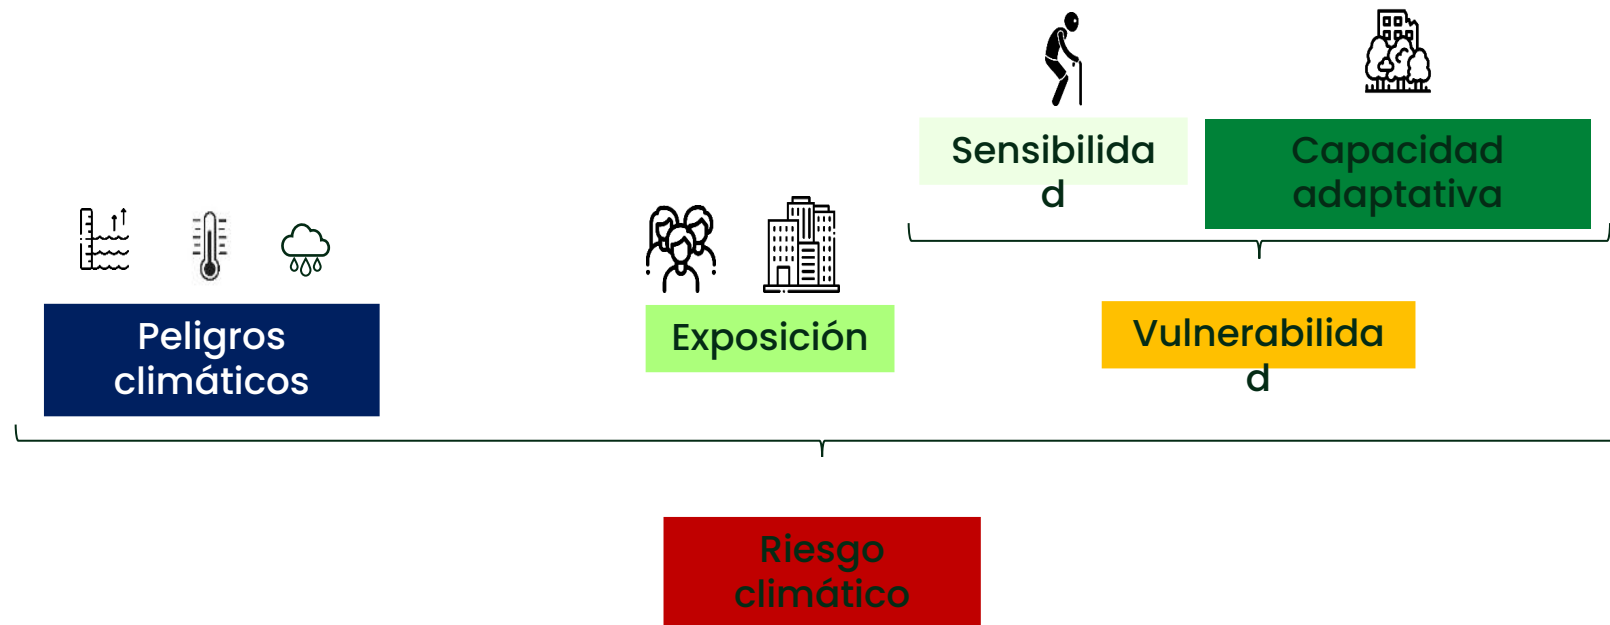 Sensibilida
d
Capacidad
adaptativa
Peligros
climáticos
Exposición
Vulnerabilida
d
Riesgo
climático